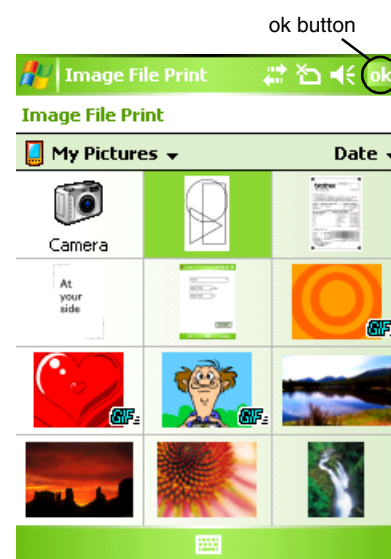 ok button
Image File Print
ok
Image File Print
My Pictures
Date
Camera
brother
At
your
side
GIF
GIF
GIF